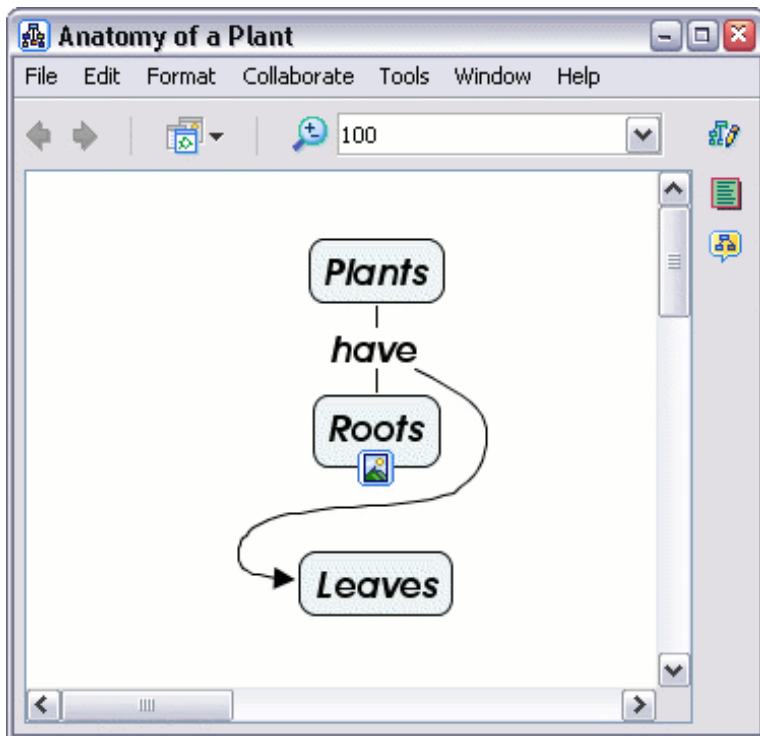 Anatomy of a Plant
File Edit Format Collaborate Tools Window Help
100
Plants
have
Roots
Leaves